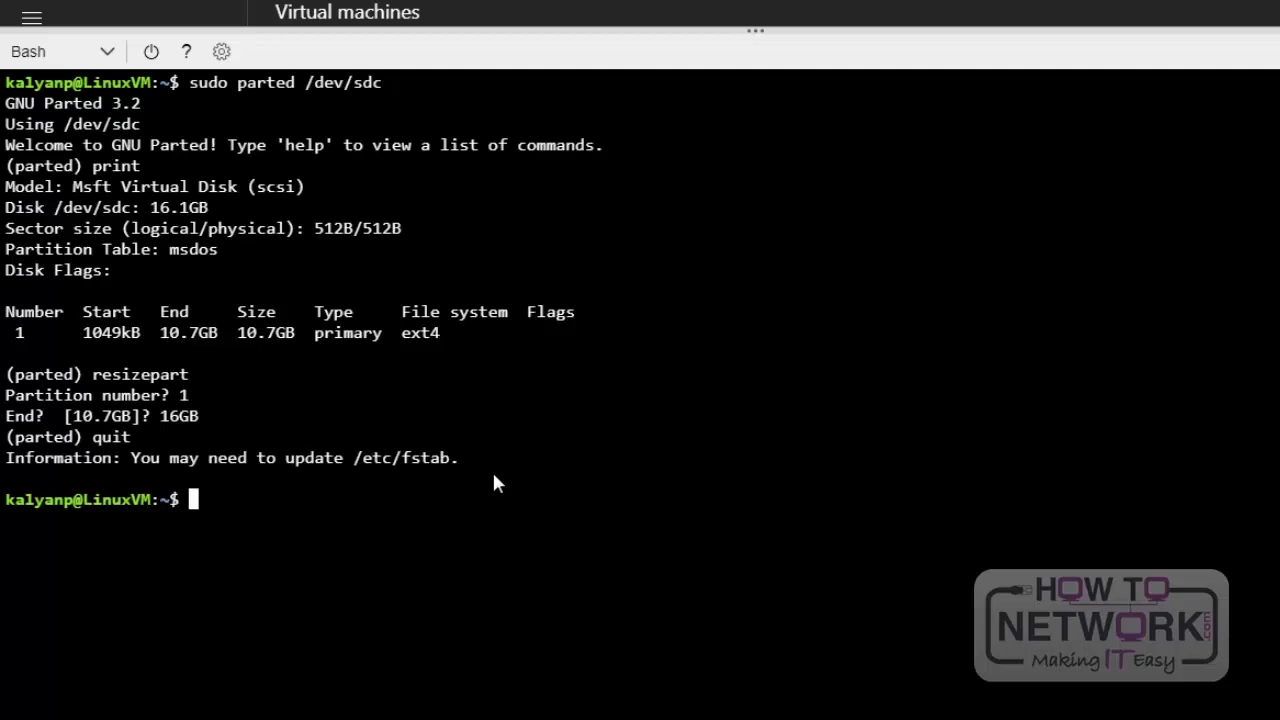 Virtual machines
Bash
?
kalyanp@LinuxVM:~$ sudo parted /dev/sdc
GNU Parted 3.2
Using /dev/sdc
Welcome to GNU Parted! Type 'help' to view a list of commands.
(parted) print
Model: Msft Virtual Disk (scsi)
Disk /dev/sdc: 16.1GB
Sector size (logical/physical): 512B/512B
Partition Table: msdos
Disk Flags:
Number  Start   End     Size    Type     File system  Flags
 1      1049kB  10.7GB  10.7GB  primary  ext4
(parted) resizepart
Partition number? 1
End?  [10.7GB]? 16GB
(parted) quit
Information: You may need to update /etc/fstab.
kalyanp@LinuxVM:~$
HOW TO
NETWORK.com
Making IT Easy